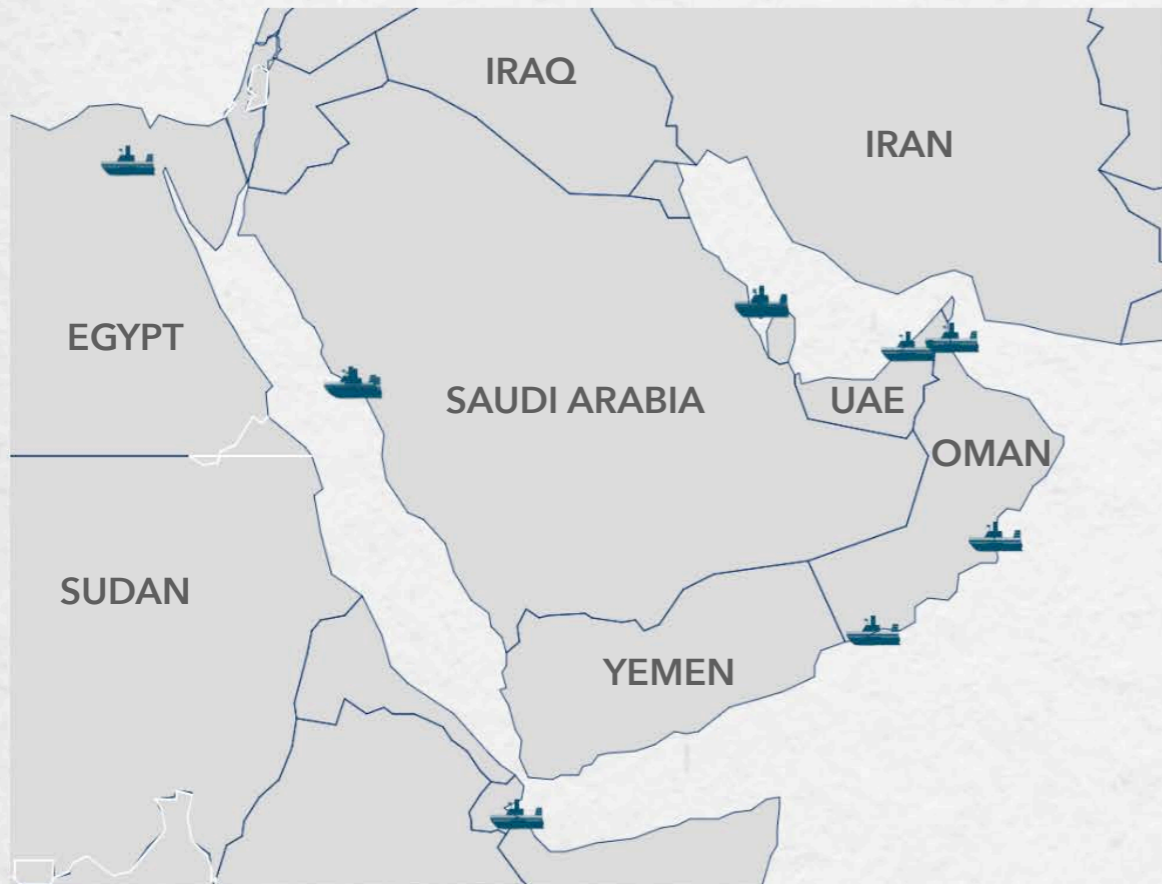 IRAQ
IRAN
EGYPT
SAUDI ARABIA
UAE
OMAN
SUDAN
YEMEN